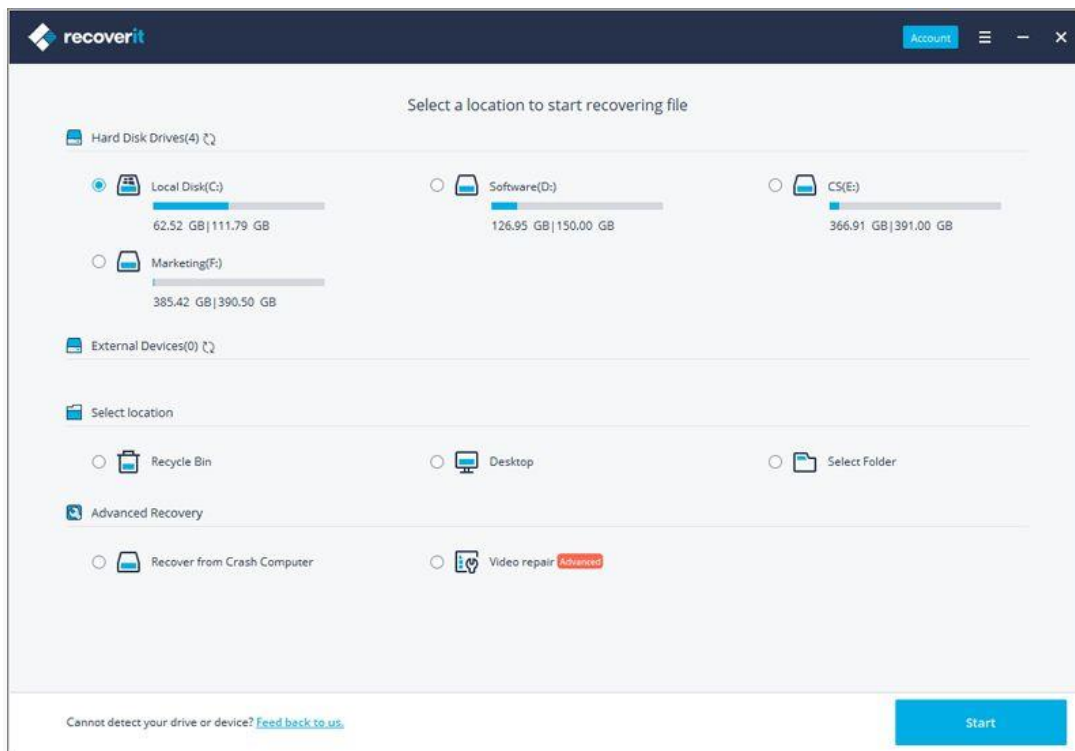 recoverit
Account
Select a location to start recovering file
Hard Disk Drives(4)
Local Disk(C:)
62.52 GB|111.79 GB
Software(D:)
126.95 GB|150.00 GB
CS(E:)
366.91 GB|391.00 GB
Marketing(F:)
385.42 GB|390.50 GB
External Devices(0)
Select location
Recycle Bin
Desktop
Select Folder
Advanced Recovery
Recover from Crash Computer
Video repair Advanced
Cannot detect your drive or device? Feed back to us.
Start